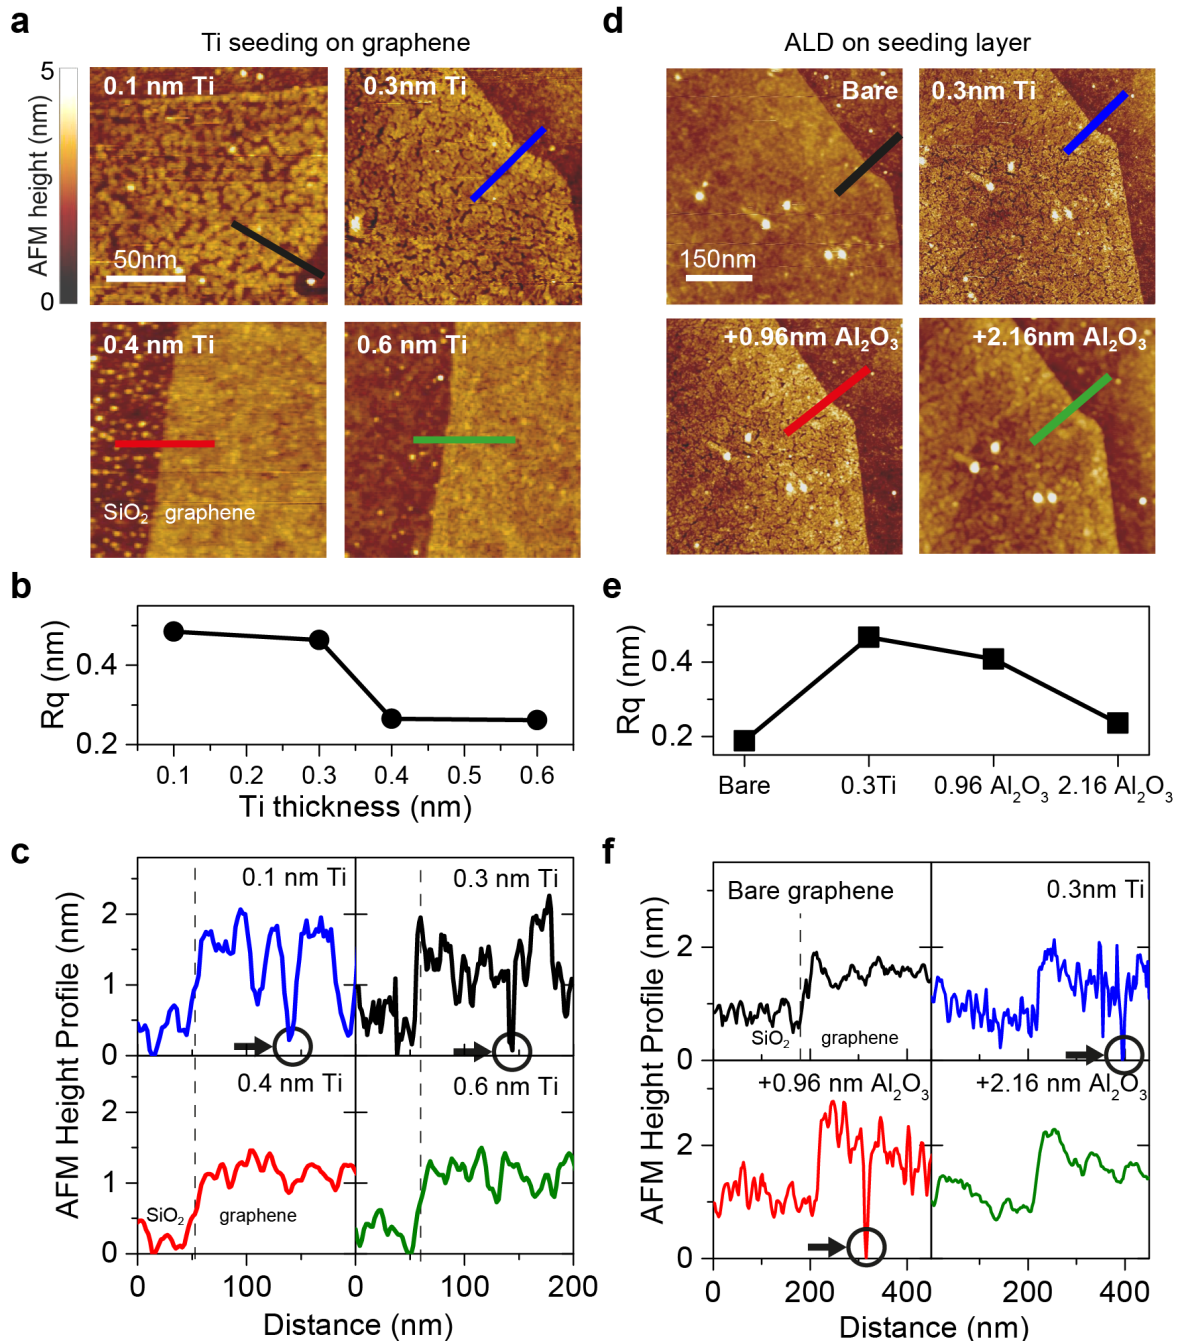 a
Ti seeding on graphene
AFM height (nm)
5
0
0.1 nm Ti
50nm
0.3nm Ti
0.4 nm Ti
SiO₂ graphene
0.6 nm Ti
d
ALD on seeding layer
Bare
150nm
0.3nm Ti
+0.96nm Al₂O₃
+2.16nm Al₂O₃
b
Rq (nm)
0.4
0.2
0.1 0.2 0.3 0.4 0.5 0.6
Ti thickness (nm)
e
Rq (nm)
0.4
0.2
Bare 0.3Ti 0.96 Al₂O₃ 2.16 Al₂O₃
c
AFM Height Profile (nm)
0.1 nm Ti
0.3 nm Ti
2
1
0
0.4 nm Ti
0.6 nm Ti
2
1
0
SiO₂ graphene
0 100 0 100 200
Distance (nm)
f
AFM Height Profile (nm)
Bare graphene
0.3nm Ti
2
0
SiO₂ graphene
+0.96 nm Al₂O₃
+2.16 nm Al₂O₃
2
0
0 200 400 200 400
Distance (nm)